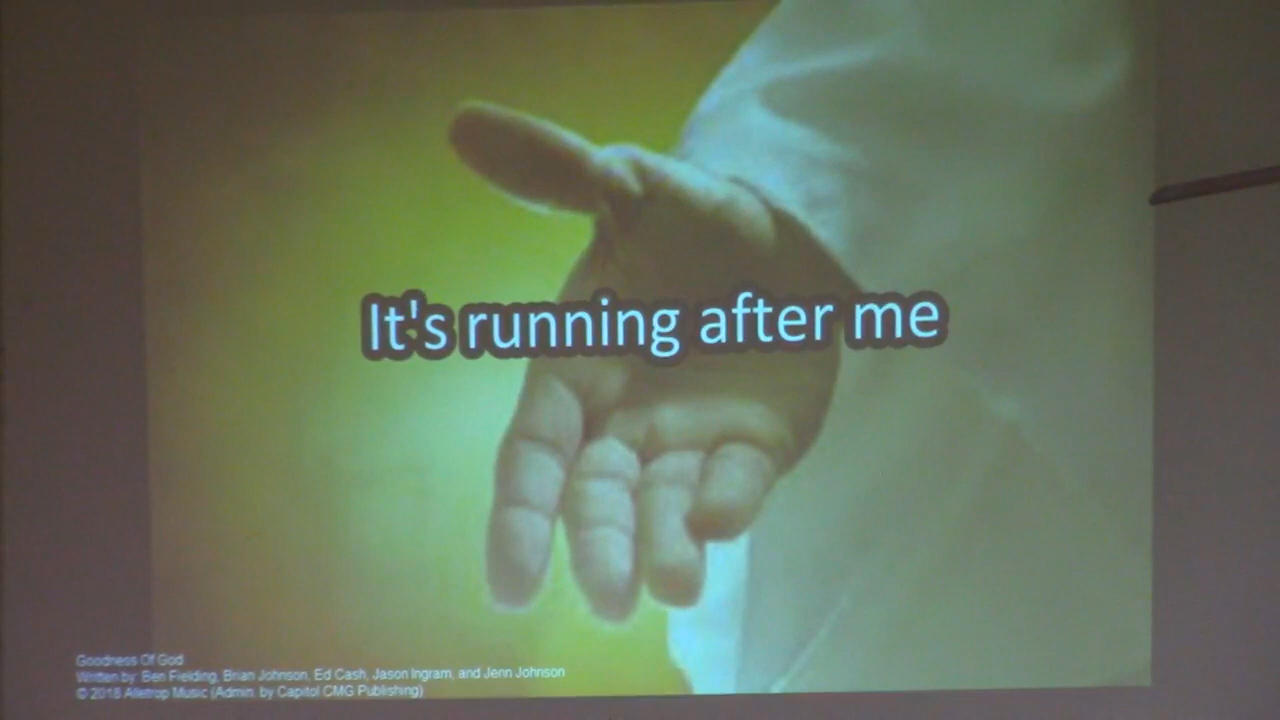 It's running after me
Goodness Of God
Written by: Ben Fielding, Brian Johnson, Ed Cash, Jason Ingram, and Jenn Johnson
© 2018 Alletrop Music (Admin. by Capitol CMG Publishing)